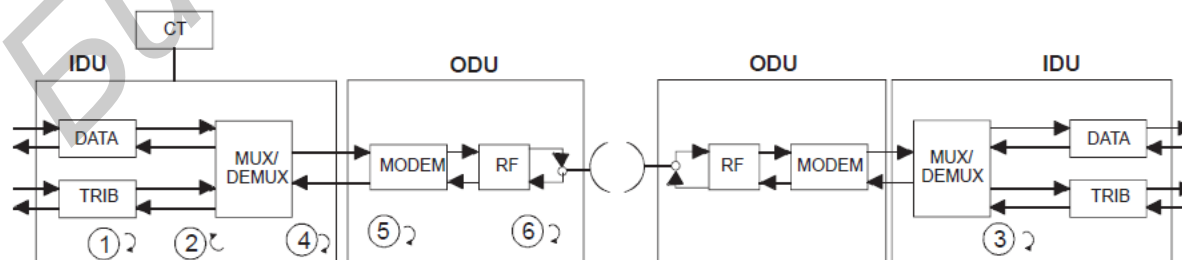 CT
IDU ODU ODU IDU
DATA MUX/ DEMUX MODEM RF RF MODEM MUX/ DEMUX DATA
TRIB TRIB
1 2 4 5 6 3